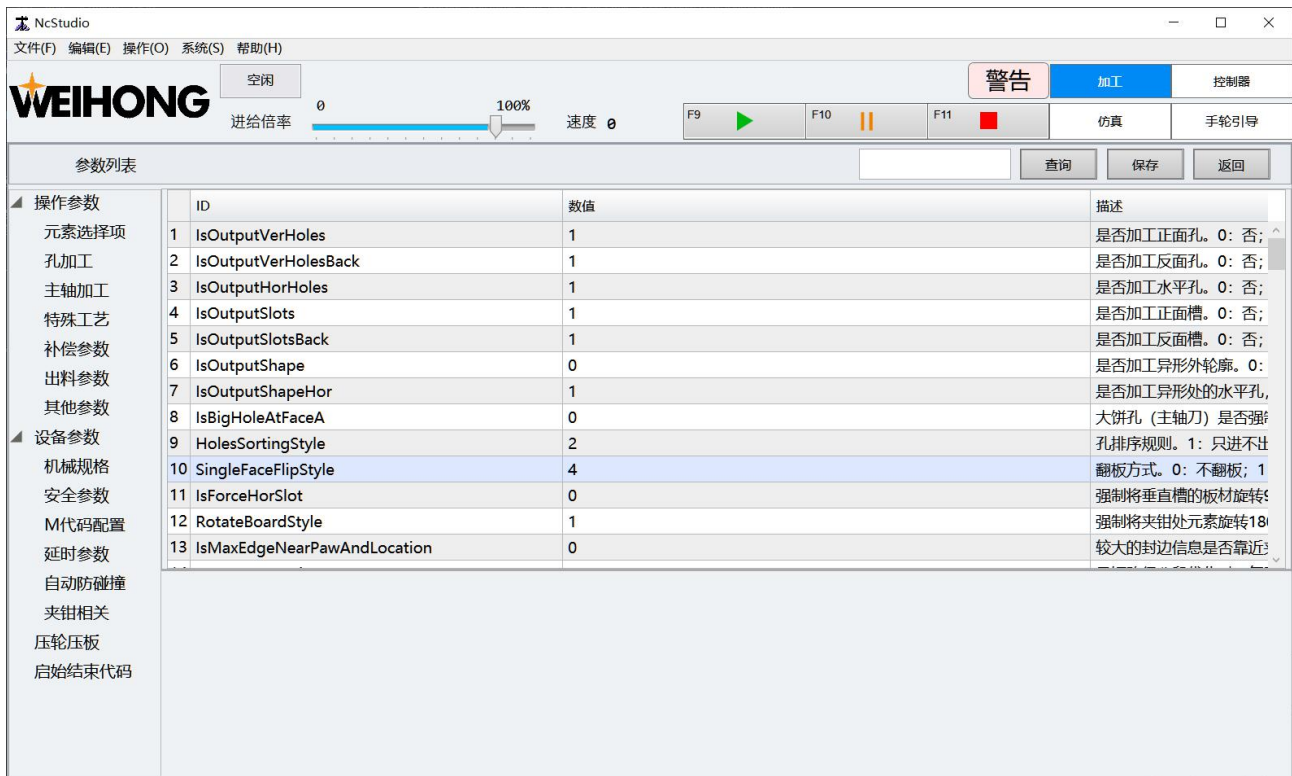 NcStudio
文件(F) 编辑(E) 操作(O) 系统(S) 帮助(H)
WEIHONG
空闲
进给倍率 0 100% 速度 0
警告
加工 控制器
F9 F10 F11
仿真 手轮引导
参数列表 查询 保存 返回
操作参数
元素选择项
孔加工
主轴加工
特殊工艺
补偿参数
出料参数
其他参数
设备参数
机械规格
安全参数
M代码配置
延时参数
自动防碰撞
夹钳相关
压轮压板
启始结束代码
ID 数值 描述
1 IsOutputVerHoles 1 是否加工正面孔。0：否；
2 IsOutputVerHolesBack 1 是否加工反面孔。0：否；
3 IsOutputHorHoles 1 是否加工水平孔。0：否；
4 IsOutputSlots 1 是否加工正面槽。0：否；
5 IsOutputSlotsBack 1 是否加工反面槽。0：否；
6 IsOutputShape 0 是否加工异形外轮廓。0：
7 IsOutputShapeHor 1 是否加工异形处的水平孔，
8 IsBigHoleAtFaceA 0 大饼孔（主轴刀）是否强制
9 HolesSortingStyle 2 孔排序规则。1：只进不出
10 SingleFaceFlipStyle 4 翻板方式。0：不翻板；1
11 IsForceHorSlot 0 强制将垂直槽的板材旋转9
12 RotateBoardStyle 1 强制将夹钳处元素旋转180
13 IsMaxEdgeNearPawAndLocation 0 较大的封边信息是否靠近